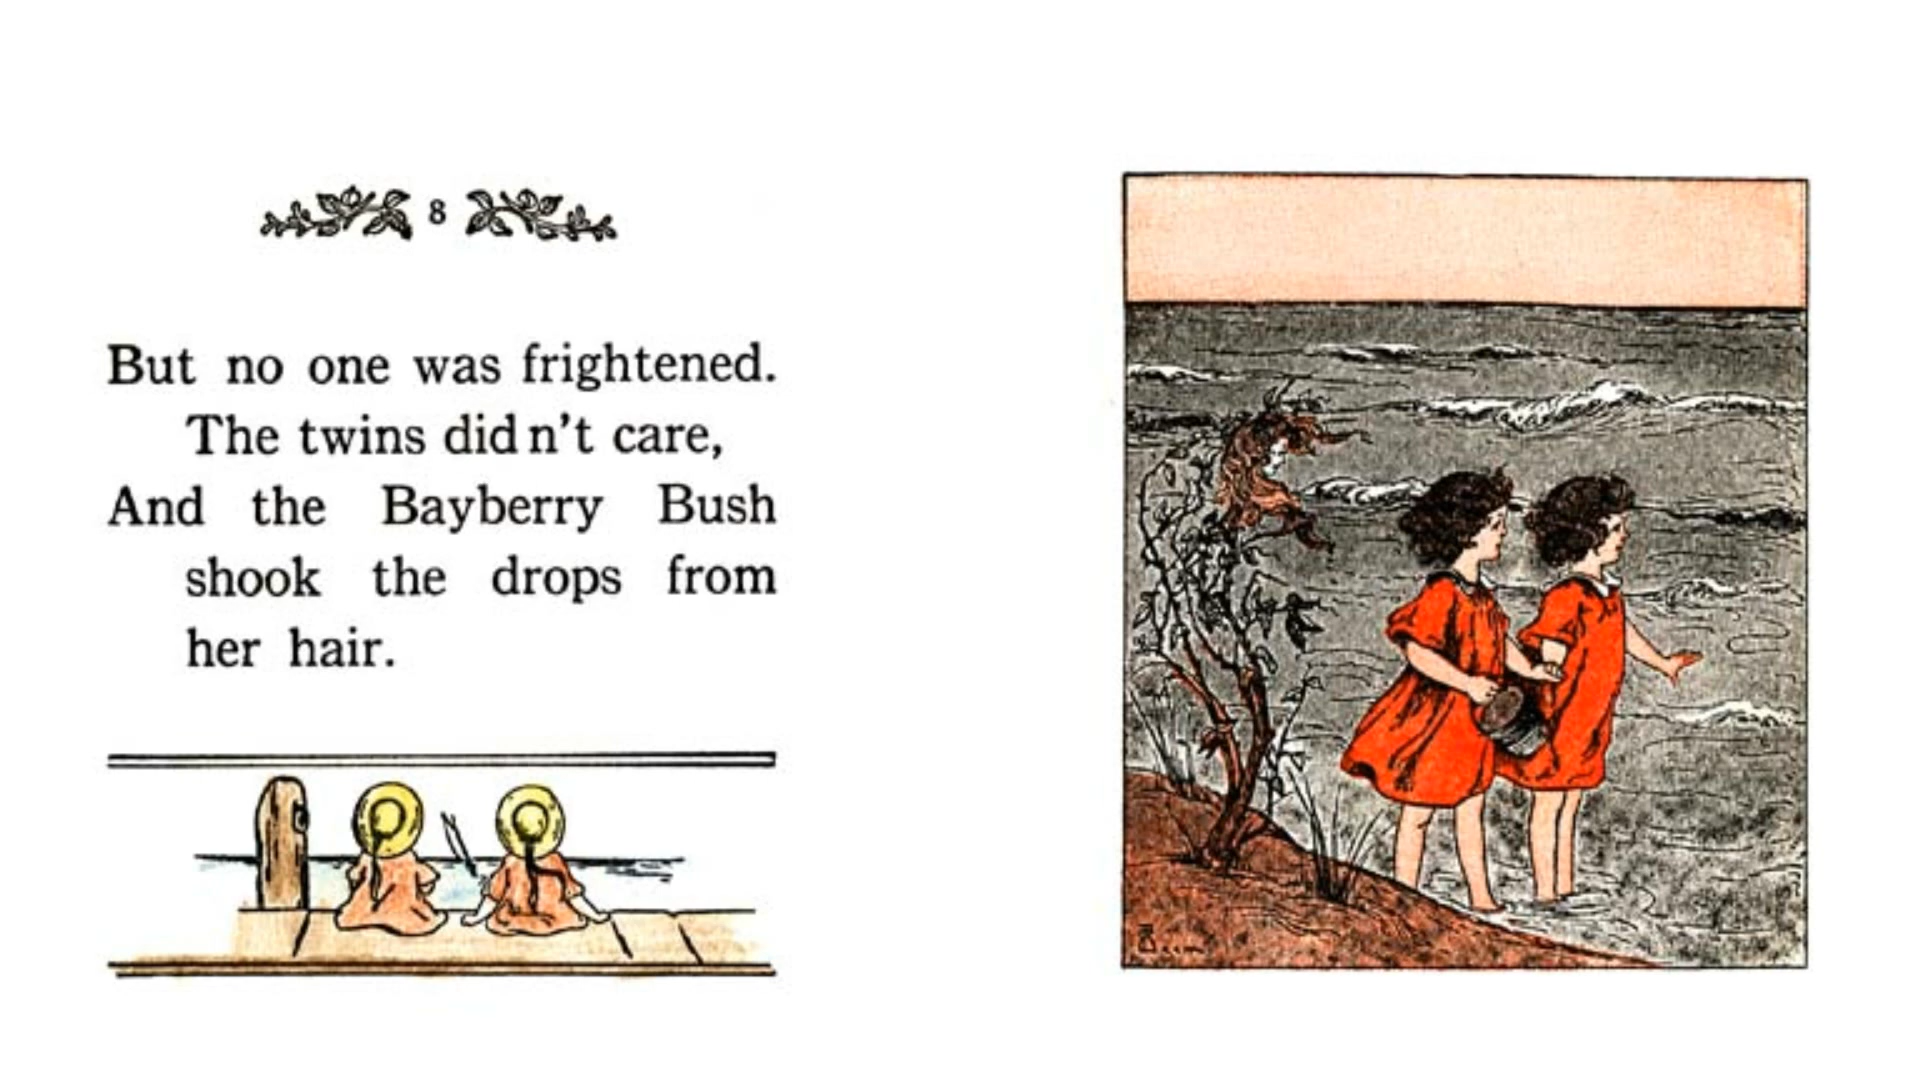 8
But no one was frightened.
The twins didn't care,
And the Bayberry Bush
shook the drops from
her hair.